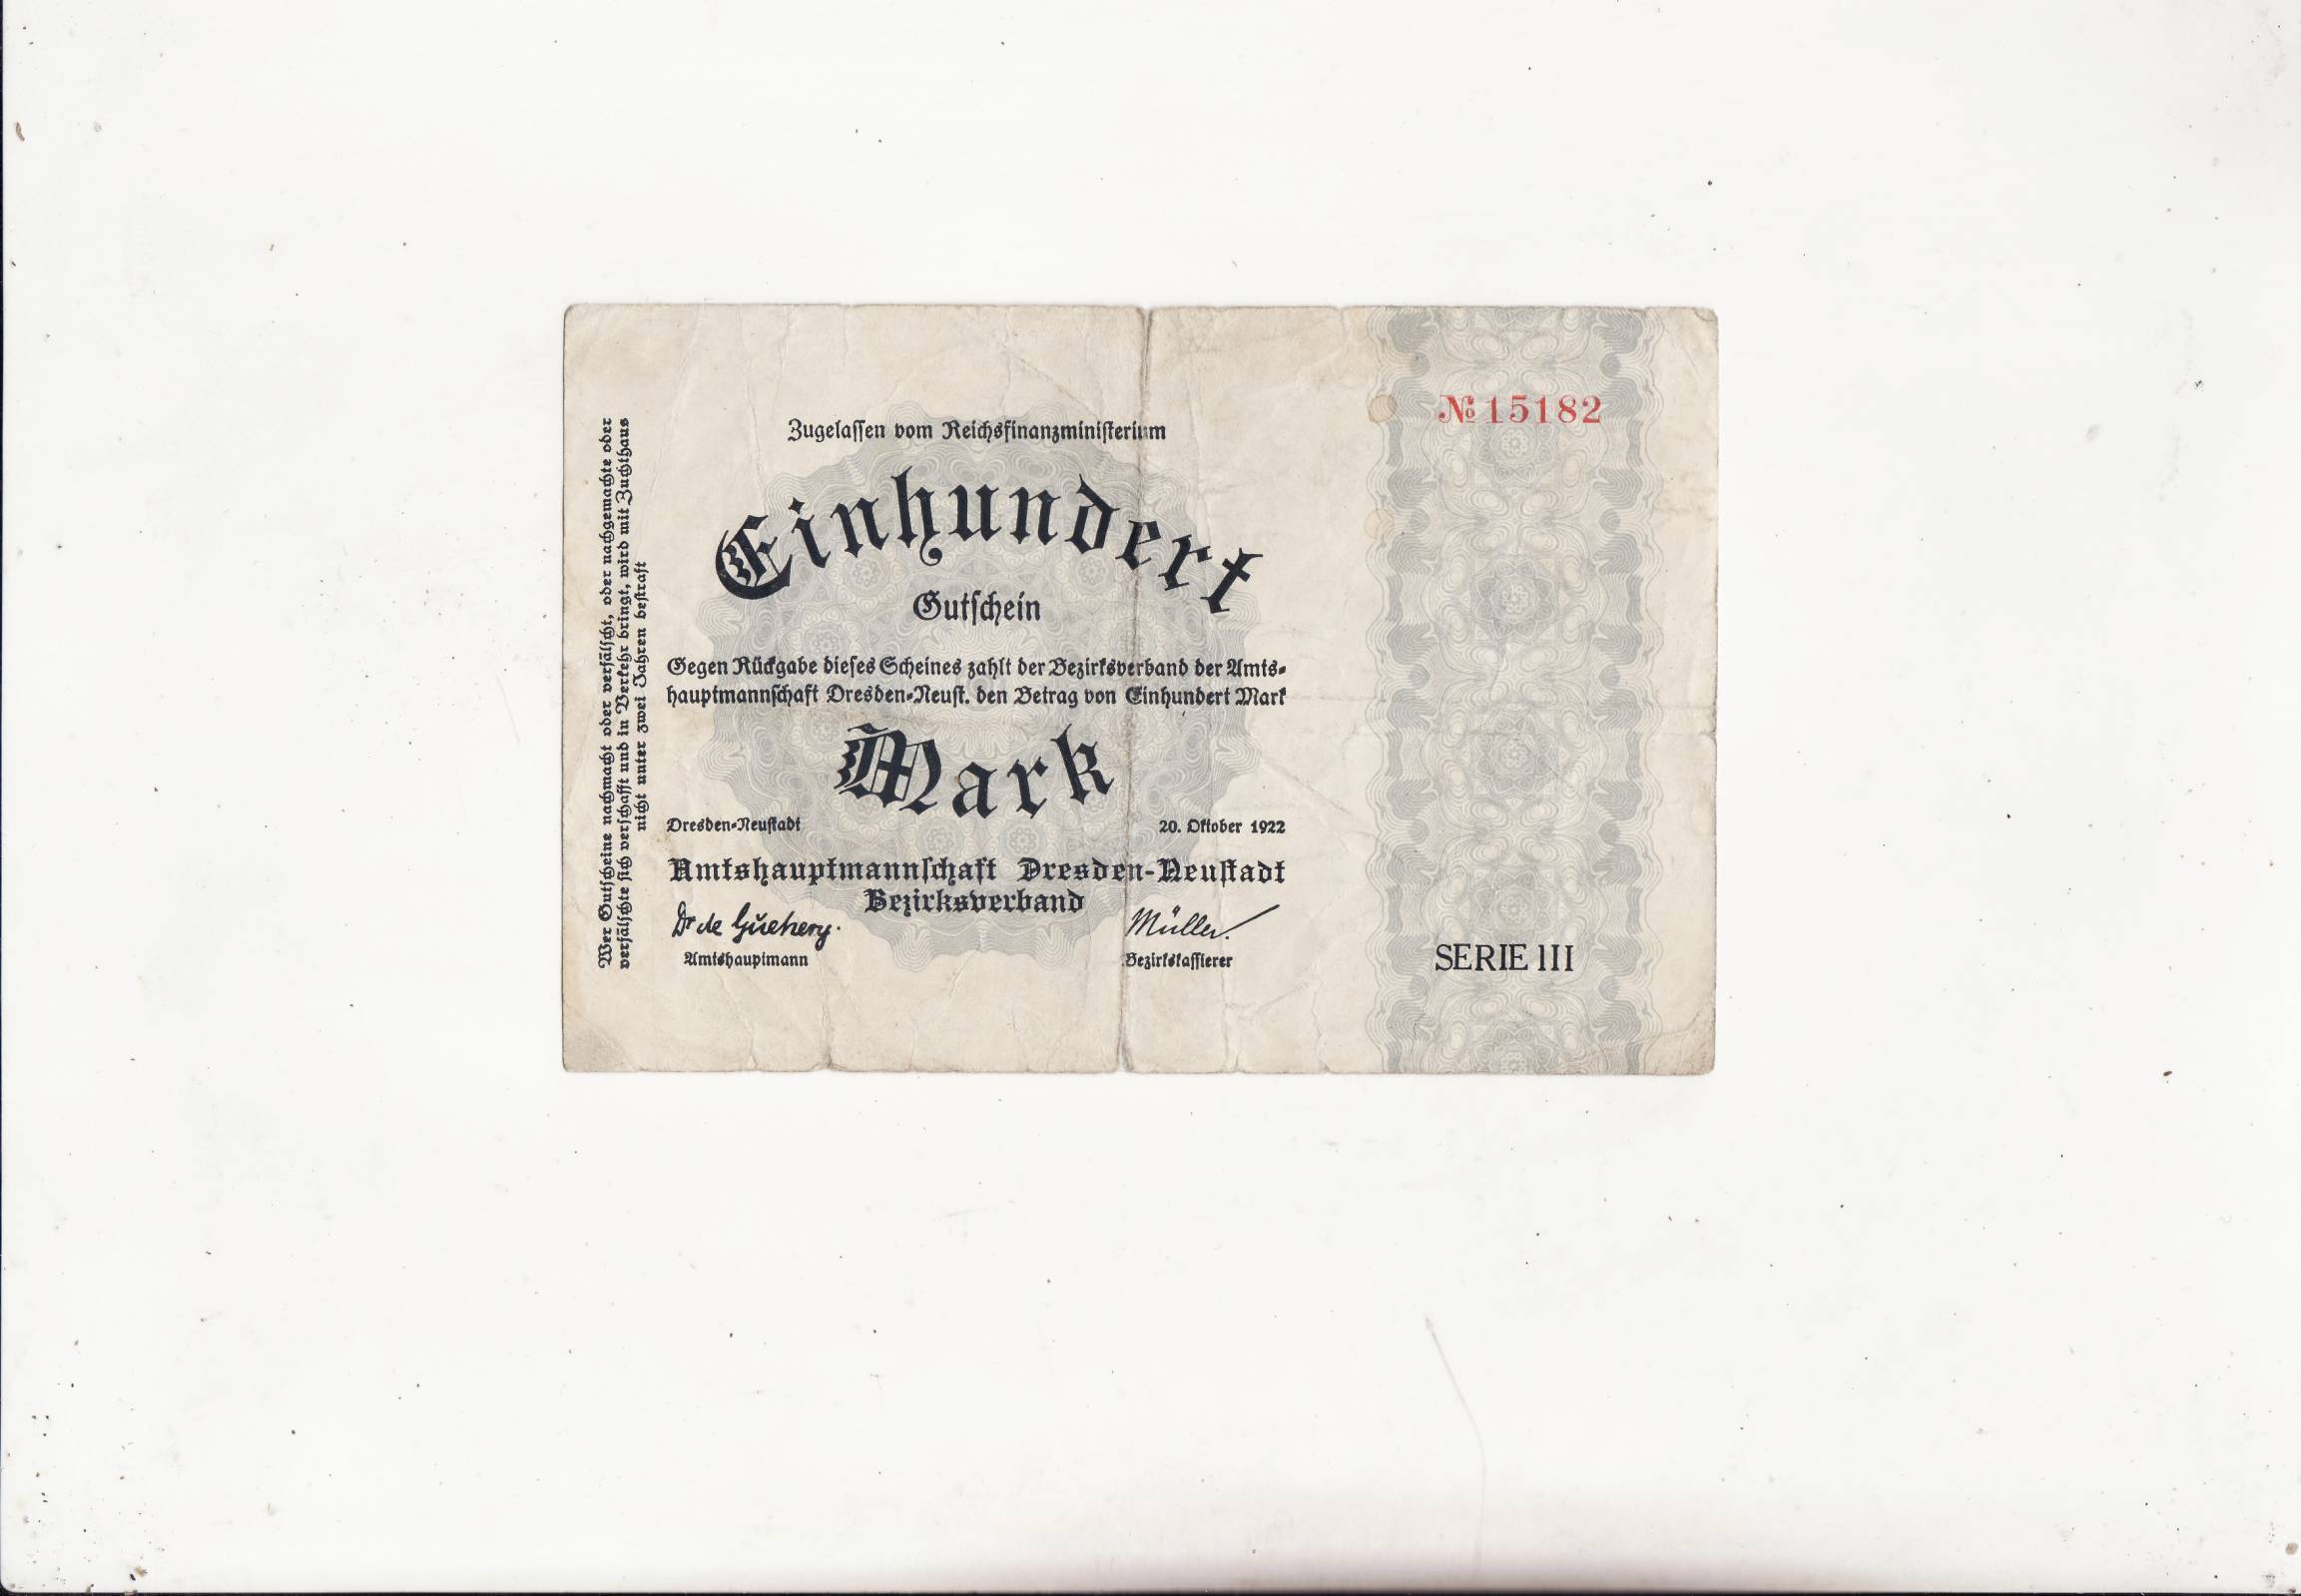 Zugelassen vom Reichsfinanzministerium
Einhundert
Gutschein
Gegen Rückgabe dieses Scheines zahlt der Bezirksverband der Amts-
hauptmannschaft Dresden-Neust. den Betrag von Einhundert Mark
Mark
Dresden-Neustadt
20. Oktober 1922
Amtshauptmannschaft Dresden-Neustadt
Bezirksverband
Dr de
Müller.
Amtshauptmann
Bezirkskassierer
Wer Gutscheine nachmacht oder verfälscht, oder nachgemachte oder
verfälschte sich verschafft und in Verkehr bringt, wird mit Zuchthaus
nicht unter zwei Jahren bestraft
№ 15182
SERIE III